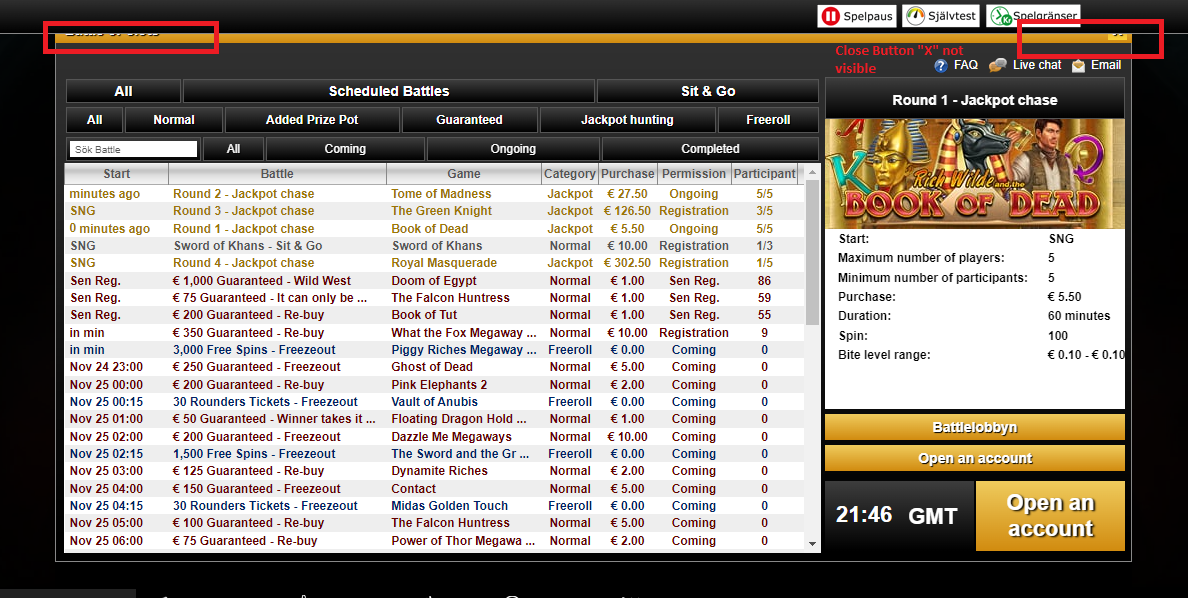 Spelpaus Självtest Spelgränser
Battle of Slots
Close Button "X" not
visible
FAQ Live chat Email
All Scheduled Battles Sit & Go
All Normal Added Prize Pot Guaranteed Jackpot hunting Freeroll
Sök Battle All Coming Ongoing Completed
Start Battle Game Category Purchase Permission Participant
minutes ago Round 2 - Jackpot chase Tome of Madness Jackpot € 27.50 Ongoing 5/5
SNG Round 3 - Jackpot chase The Green Knight Jackpot € 126.50 Registration 3/5
0 minutes ago Round 1 - Jackpot chase Book of Dead Jackpot € 5.50 Ongoing 5/5
SNG Sword of Khans - Sit & Go Sword of Khans Normal € 10.00 Registration 1/3
SNG Round 4 - Jackpot chase Royal Masquerade Jackpot € 302.50 Registration 1/5
Sen Reg. € 1,000 Guaranteed - Wild West Doom of Egypt Normal € 1.00 Sen Reg. 86
Sen Reg. € 75 Guaranteed - It can only be ... The Falcon Huntress Normal € 1.00 Sen Reg. 59
Sen Reg. € 200 Guaranteed - Re-buy Book of Tut Normal € 1.00 Sen Reg. 55
in min € 350 Guaranteed - Re-buy What the Fox Megaway ... Normal € 10.00 Registration 9
in min 3,000 Free Spins - Freezeout Piggy Riches Megaway ... Freeroll € 0.00 Coming 0
Nov 24 23:00 € 250 Guaranteed - Freezeout Ghost of Dead Normal € 5.00 Coming 0
Nov 25 00:00 € 200 Guaranteed - Re-buy Pink Elephants 2 Normal € 2.00 Coming 0
Nov 25 00:15 30 Rounders Tickets - Freezeout Vault of Anubis Freeroll € 0.00 Coming 0
Nov 25 01:00 € 50 Guaranteed - Winner takes it ... Floating Dragon Hold ... Normal € 1.00 Coming 0
Nov 25 02:00 € 200 Guaranteed - Freezeout Dazzle Me Megaways Normal € 10.00 Coming 0
Nov 25 02:15 1,500 Free Spins - Freezeout The Sword and the Gr ... Freeroll € 0.00 Coming 0
Nov 25 03:00 € 125 Guaranteed - Re-buy Dynamite Riches Normal € 2.00 Coming 0
Nov 25 04:00 € 150 Guaranteed - Freezeout Contact Normal € 5.00 Coming 0
Nov 25 04:15 30 Rounders Tickets - Freezeout Midas Golden Touch Freeroll € 0.00 Coming 0
Nov 25 05:00 € 100 Guaranteed - Re-buy The Falcon Huntress Normal € 5.00 Coming 0
Nov 25 06:00 € 75 Guaranteed - Re-buy Power of Thor Megawa ... Normal € 2.00 Coming 0
Round 1 - Jackpot chase
Rich Wilde and the
BOOK OF DEAD
Start: SNG
Maximum number of players: 5
Minimum number of participants: 5
Purchase: € 5.50
Duration: 60 minutes
Spin: 100
Bite level range: € 0.10 - € 0.10
Battlelobbyn
Open an account
21:46 GMT
Open an
account